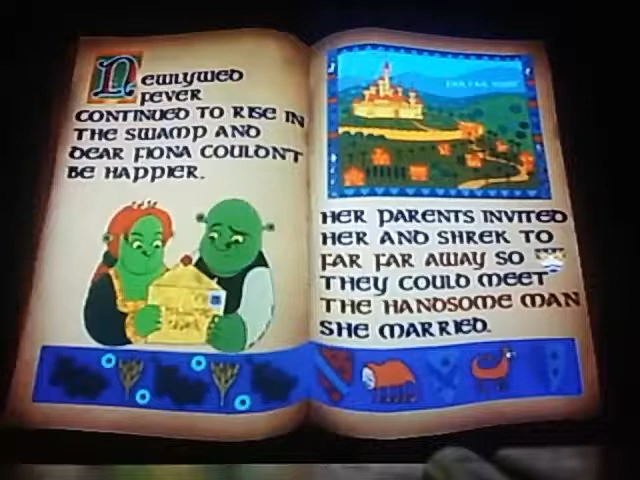 Newlywed
fever
continued to rise in
the swamp and
dear Fiona couldn't
be happier.
Far Far Away
Her parents invited
her and Shrek to
Far Far Away so
they could meet
the handsome man
she married.